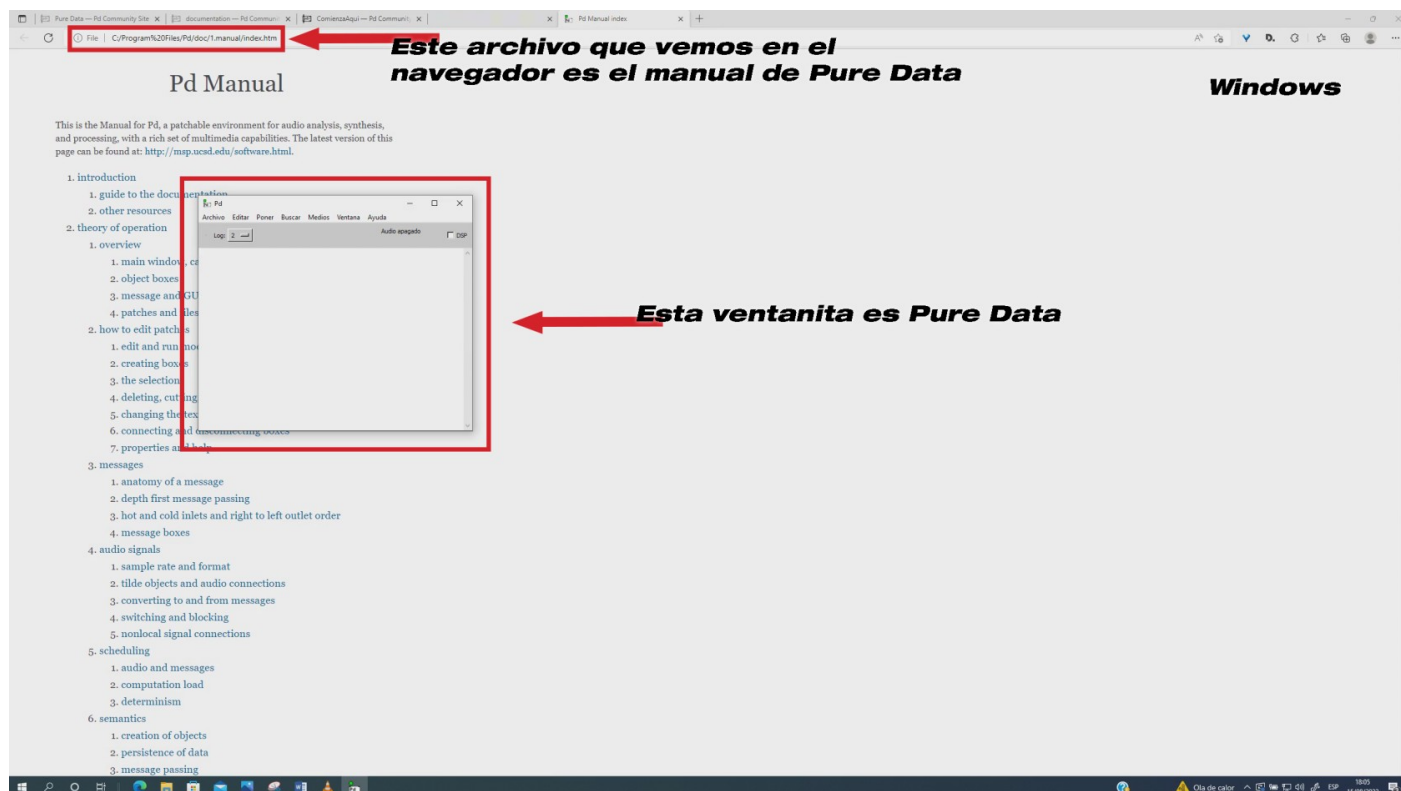 Pure Data — Pd Community Site
documentation — Pd Communi
ComienzaAqui — Pd Communi
Pd Manual index
File | C:/Program%20Files/Pd/doc/1.manual/index.htm
Este archivo que vemos en el
navegador es el manual de Pure Data
Windows
Pd Manual
This is the Manual for Pd, a patchable environment for audio analysis, synthesis,
and processing, with a rich set of multimedia capabilities. The latest version of this
page can be found at: http://msp.ucsd.edu/software.html.
1. introduction
1. guide to the documentation
2. other resources
2. theory of operation
1. overview
1. main window, ca
2. object boxes
3. message and GU
4. patches and files
2. how to edit patches
1. edit and run mo
2. creating boxes
3. the selection
4. deleting, cutting
5. changing the tex
6. connecting and disconnecting boxes
7. properties and help
3. messages
1. anatomy of a message
2. depth first message passing
3. hot and cold inlets and right to left outlet order
4. message boxes
4. audio signals
1. sample rate and format
2. tilde objects and audio connections
3. converting to and from messages
4. switching and blocking
5. nonlocal signal connections
5. scheduling
1. audio and messages
2. computation load
3. determinism
6. semantics
1. creation of objects
2. persistence of data
3. message passing
Pd
Archivo Editar Poner Buscar Medios Ventana Ayuda
Log: 2
Audio apagado
DSP
Esta ventanita es Pure Data
Ola de calor
ESP
18:05